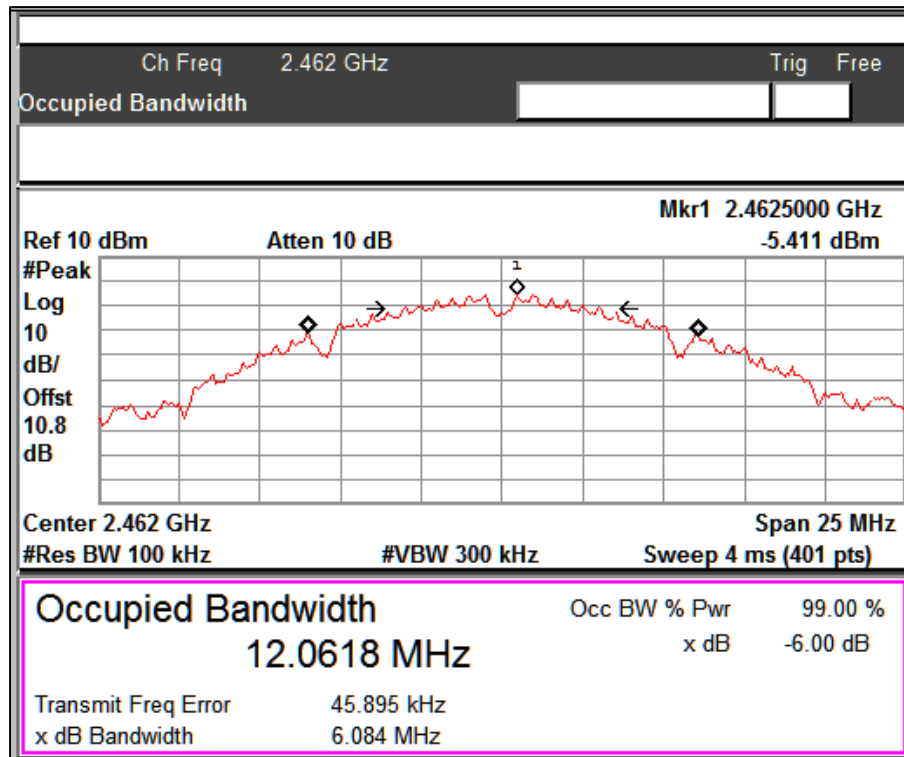 Ch Freq 2.462 GHz Trig Free
Occupied Bandwidth
Mkr1 2.4625000 GHz
Ref 10 dBm Atten 10 dB -5.411 dBm
#Peak
Log
10
dB/
Offst
10.8
dB
1
Center 2.462 GHz Span 25 MHz
#Res BW 100 kHz #VBW 300 kHz Sweep 4 ms (401 pts)
Occupied Bandwidth Occ BW % Pwr 99.00 %
12.0618 MHz x dB -6.00 dB
Transmit Freq Error 45.895 kHz
x dB Bandwidth 6.084 MHz